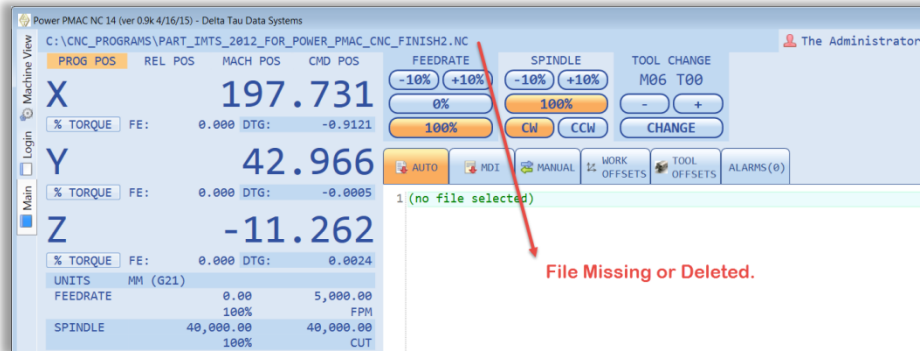 Power PMAC NC 14 (ver 0.9k 4/16/15) - Delta Tau Data Systems
C:\CNC_PROGRAMS\PART_IMTS_2012_FOR_POWER_PMAC_CNC_FINISH2.NC
The Administrator
Machine View
Login
Main
PROG POS REL POS MACH POS CMD POS
X 197.731
% TORQUE FE: 0.000 DTG: -0.9121
Y 42.966
% TORQUE FE: 0.000 DTG: -0.0005
Z -11.262
% TORQUE FE: 0.000 DTG: 0.0024
UNITS MM (G21)
FEEDRATE 0.00 5,000.00
100% FPM
SPINDLE 40,000.00 40,000.00
100% CUT
FEEDRATE
-10% +10%
0%
100%
SPINDLE
-10% +10%
100%
CW CCW
TOOL CHANGE
M06 T00
- +
CHANGE
AUTO
MDI
MANUAL
WORK
OFFSETS
TOOL
OFFSETS
ALARMS(0)
1 (no file selected)
File Missing or Deleted.